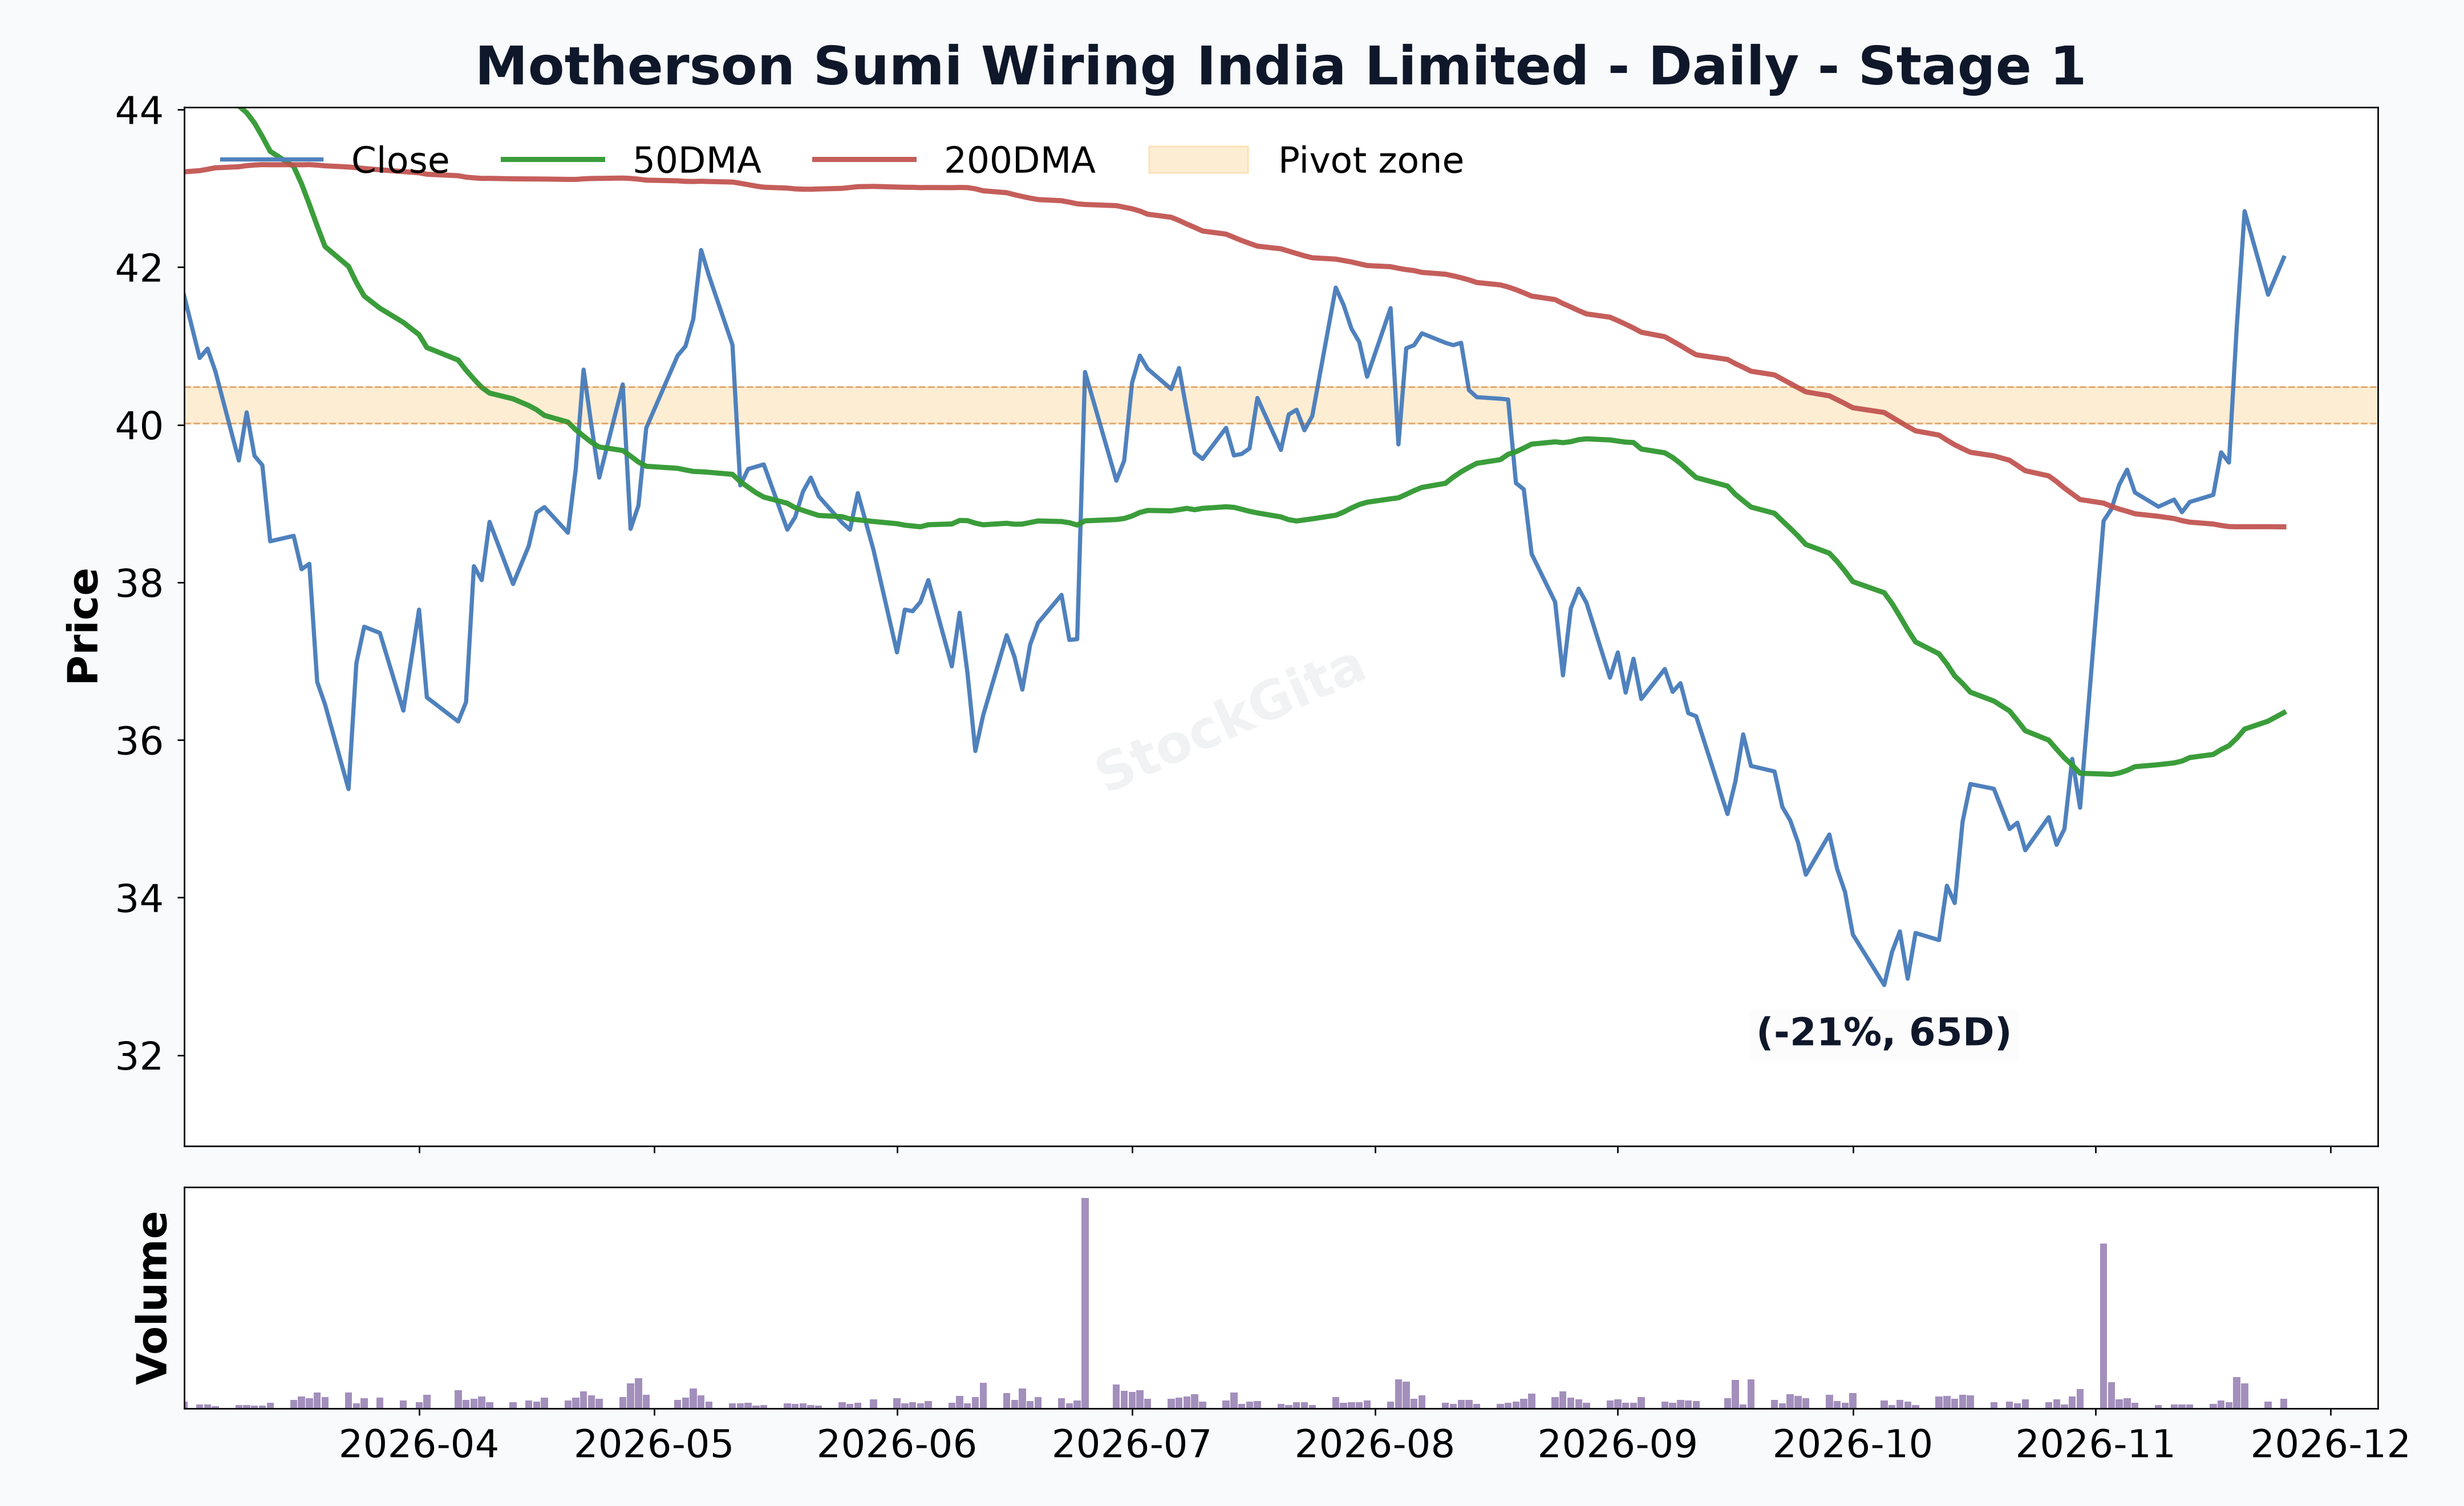 Motherson Sumi Wiring India Limited - Daily - Stage 1
Close 50DMA 200DMA Pivot zone
44
42
40
38
36
34
32
Price
StockGita
(-21%, 65D)
Volume
2026-04 2026-05 2026-06 2026-07 2026-08 2026-09 2026-10 2026-11 2026-12